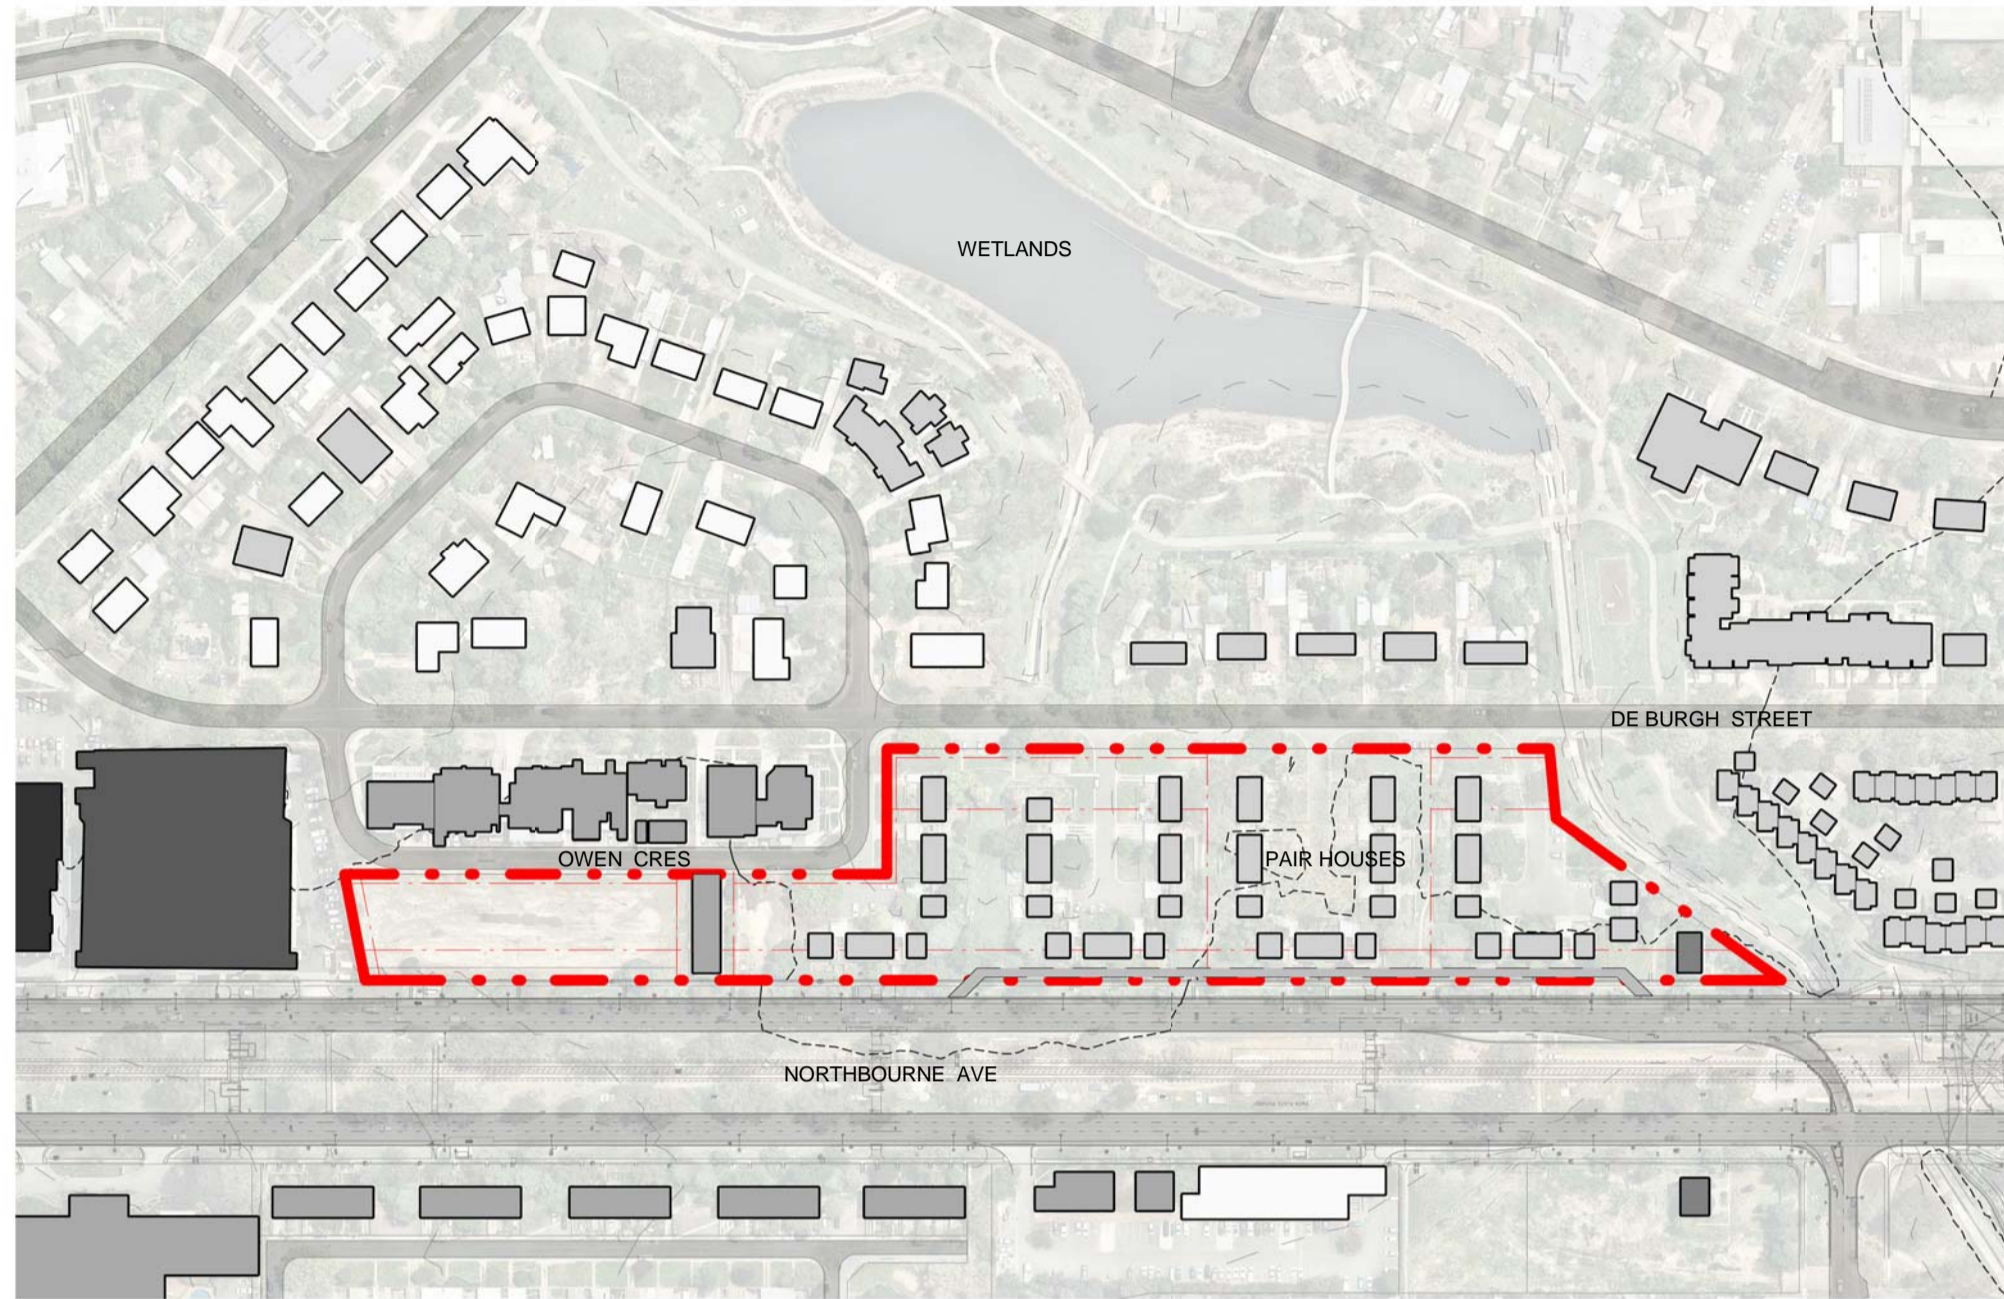 WETLANDS
DE BURGH STREET
OWEN CRES
PAIR HOUSES
NORTHBOURNE AVE